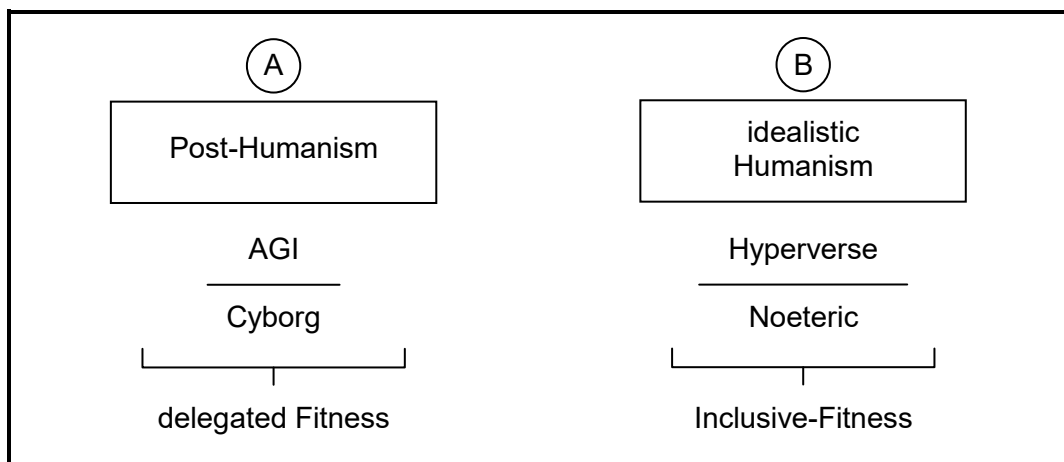 A
Post-Humanism
AGI
Cyborg
delegated Fitness
B
idealistic
Humanism
Hyperverse
Noeteric
Inclusive-Fitness